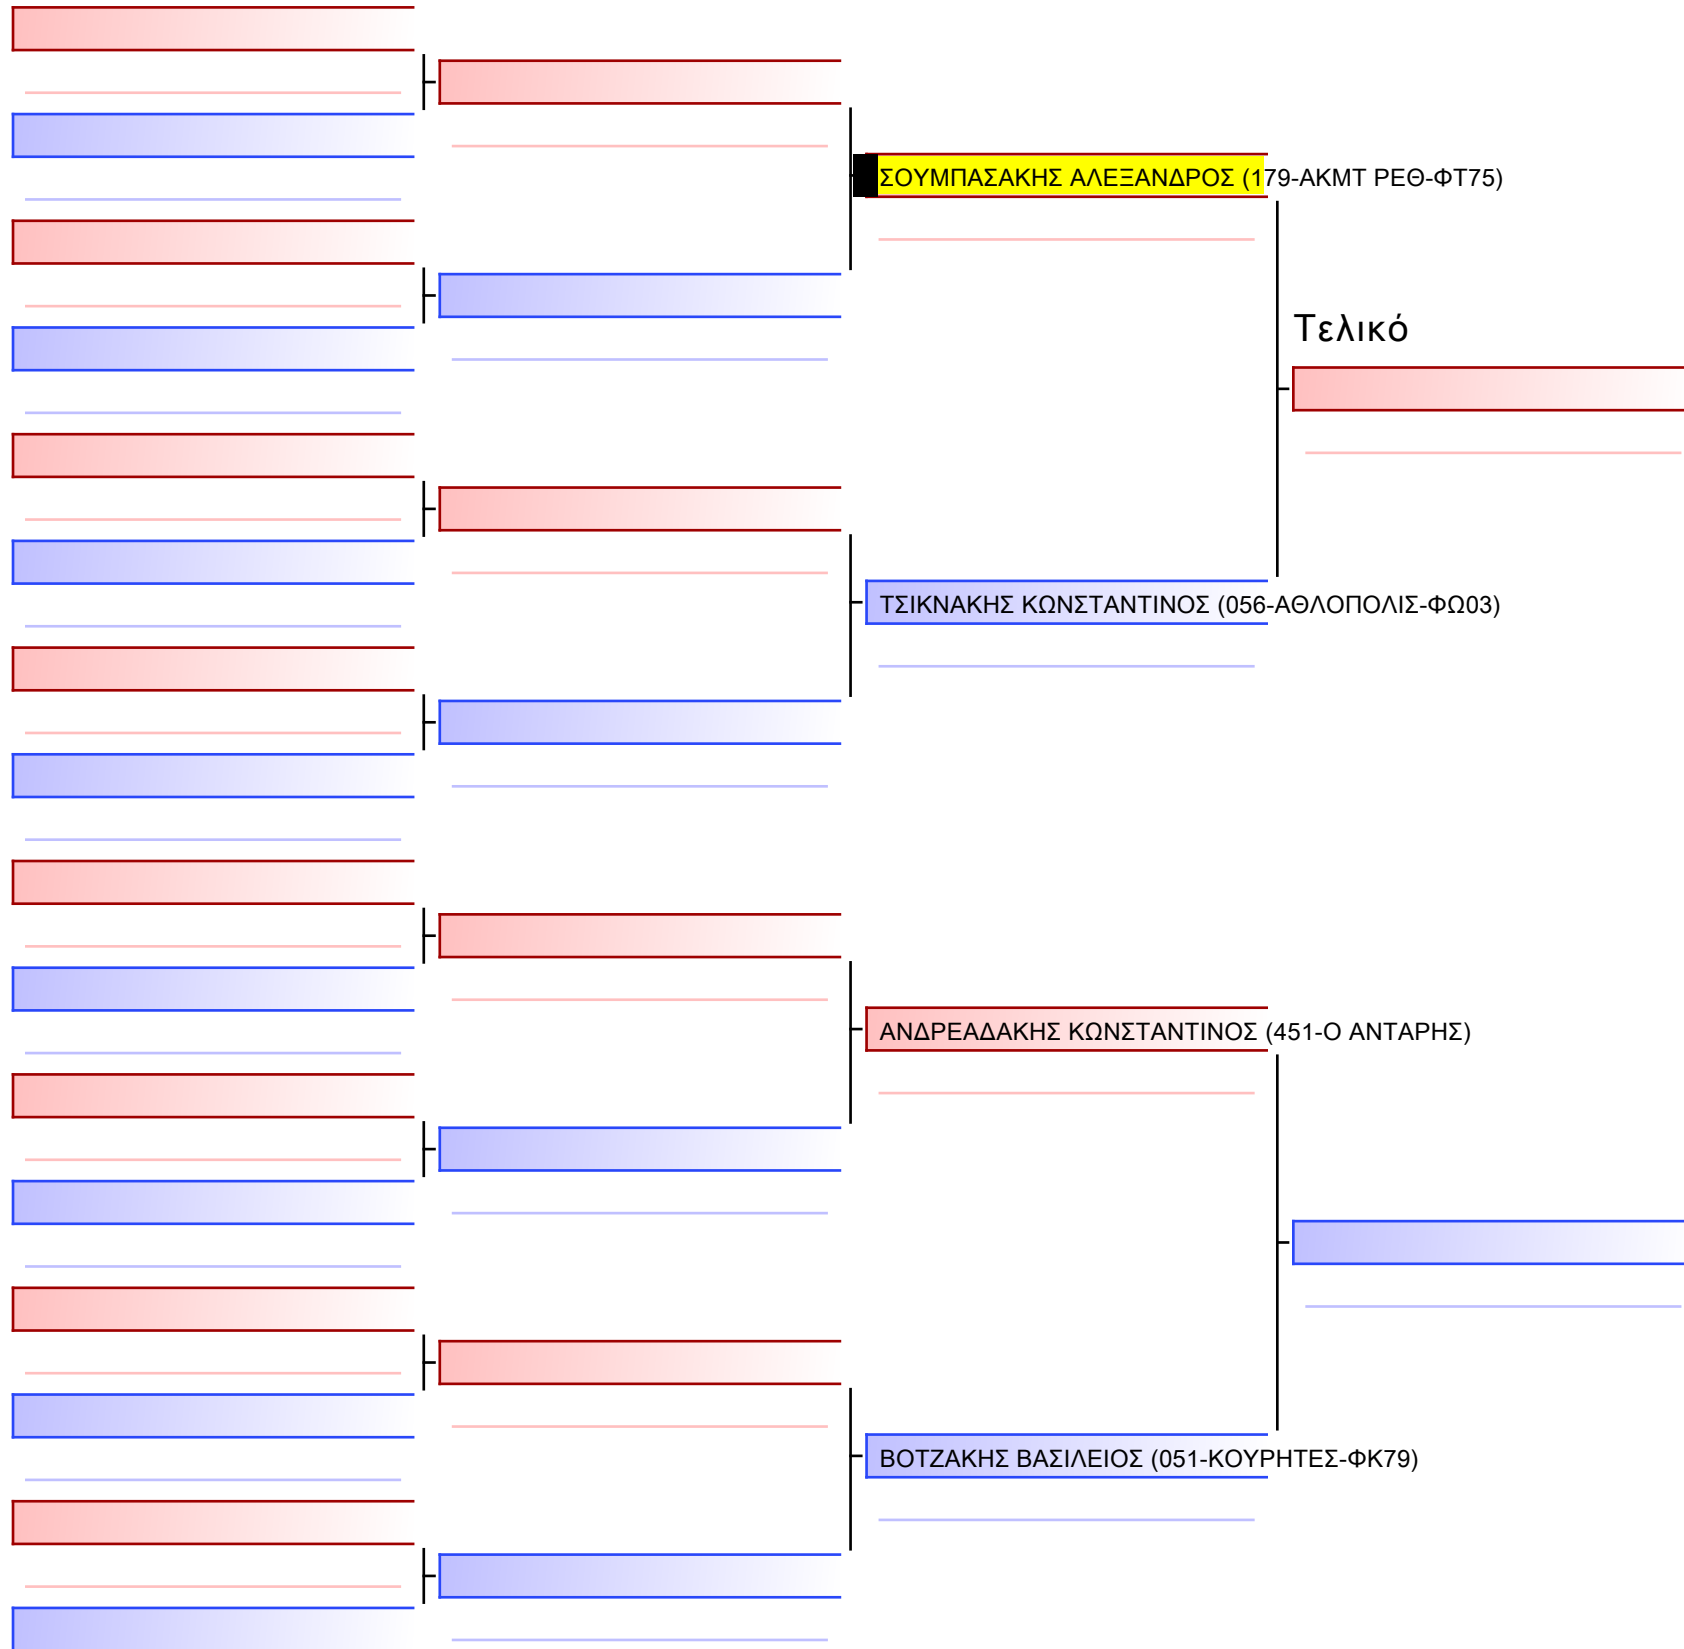 ΣΟΥΜΠΑΣΑΚΗΣ ΑΛΕΞΑΝΔΡΟΣ (179-ΑΚΜΤ ΡΕΘ-ΦΤ75)
Τελικό
ΤΣΙΚΝΑΚΗΣ ΚΩΝΣΤΑΝΤΙΝΟΣ (056-ΑΘΛΟΠΟΛΙΣ-ΦΩ03)
ΑΝΔΡΕΑΔΑΚΗΣ ΚΩΝΣΤΑΝΤΙΝΟΣ (451-Ο ΑΝΤΑΡΗΣ)
ΒΟΤΖΑΚΗΣ ΒΑΣΙΛΕΙΟΣ (051-ΚΟΥΡΗΤΕΣ-ΦΚ79)